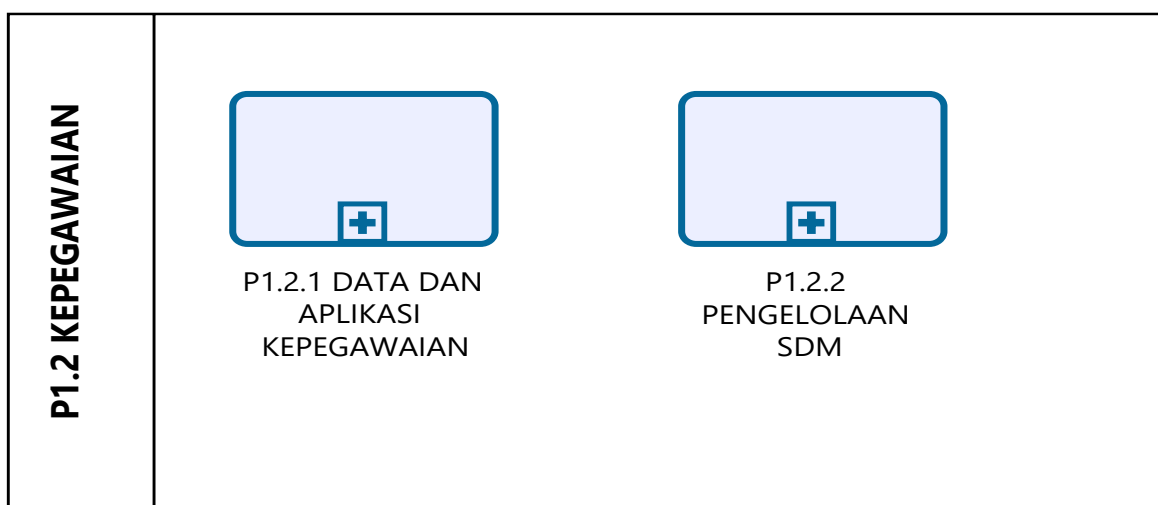 P1.2 KEPEGAWAIAN
P1.2.1 DATA DAN
APLIKASI
KEPEGAWAIAN
P1.2.2
PENGELOLAAN
SDM